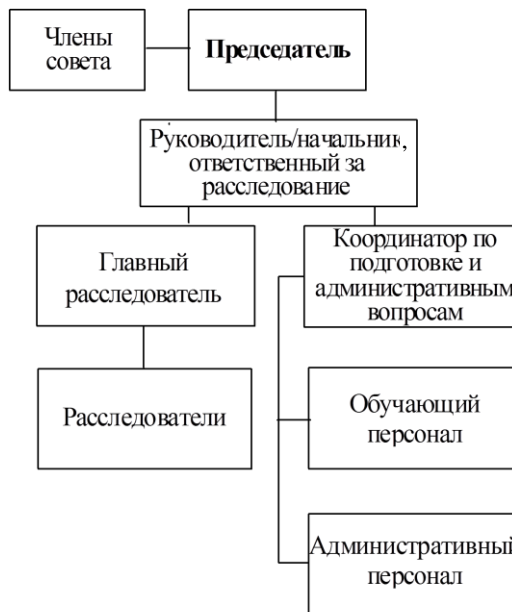 Члены
совета
Председатель
Руководитель/начальник,
ответственный за
расследование
Главный
расследователь
Координатор по
подготовке и
административным
вопросам
Расследователи
Обучающий
персонал
Административный
персонал